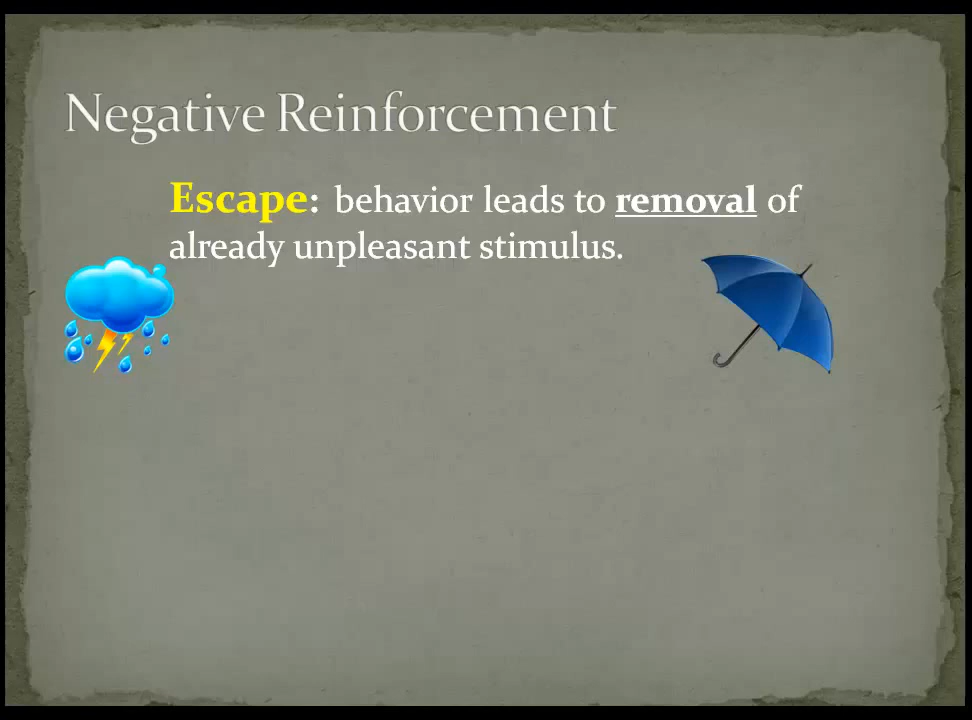 Negative Reinforcement
Escape: behavior leads to removal of
already unpleasant stimulus.